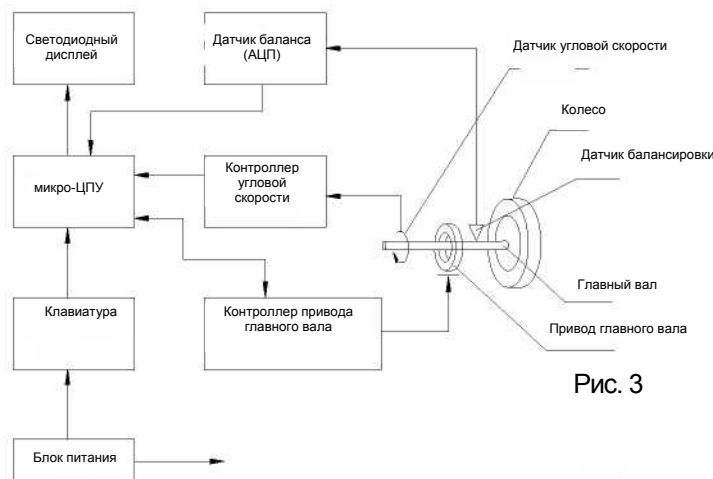 Светодиодный
дисплей
Датчик баланса
(АЦП)
Датчик угловой скорости
Колесо
Датчик балансировки
микро-ЦПУ
Контроллер
угловой
скорости
Главный вал
Клавиатура
Контроллер привода
главного вала
Привод главного вала
Рис. 3
Блок питания